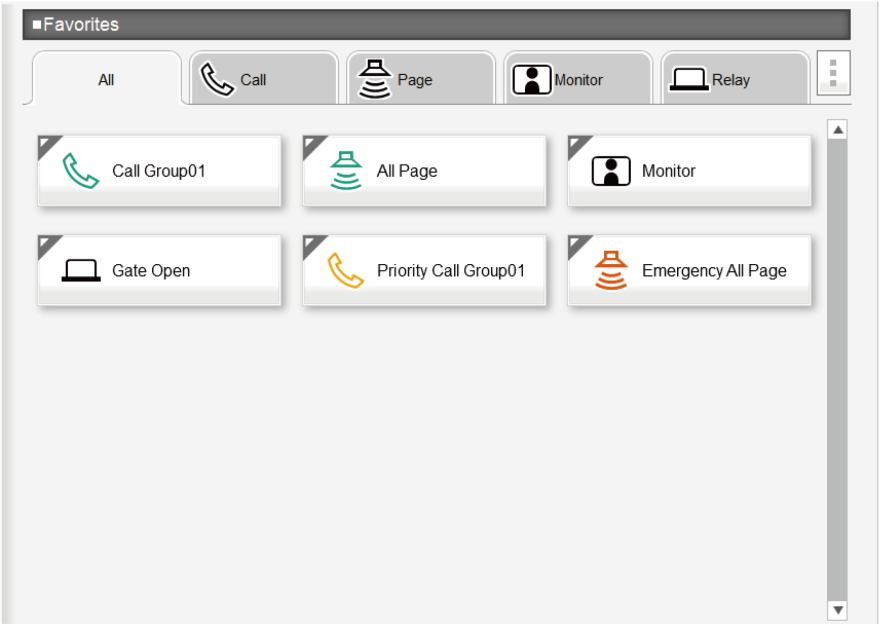 ■Favorites
All
Call
Page
Monitor
Relay
Call Group01
All Page
Monitor
Gate Open
Priority Call Group01
Emergency All Page